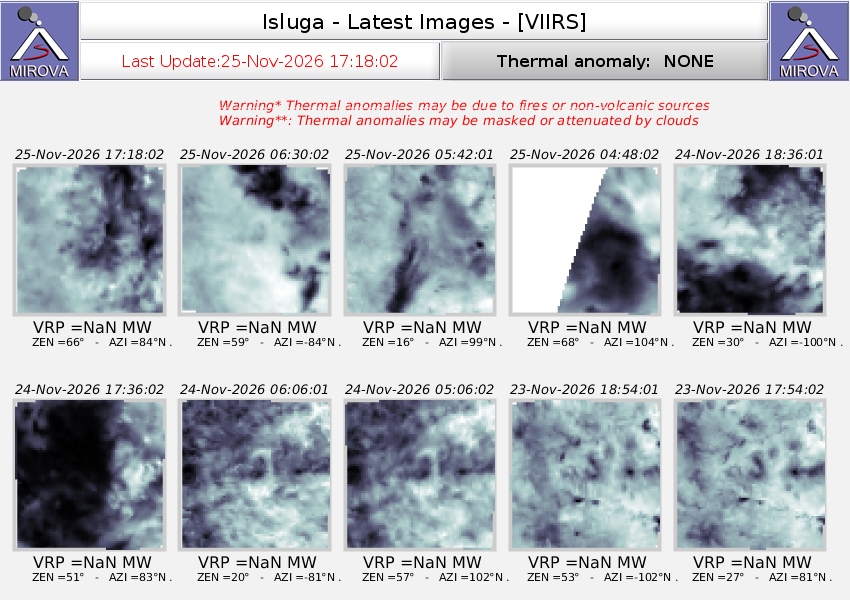 Isluga - Latest Images - [VIIRS]
MIROVA
MIROVA
Last Update:25-Nov-2026 17:18:02
Thermal anomaly: NONE
Warning* Thermal anomalies may be due to fires or non-volcanic sources
Warning**: Thermal anomalies may be masked or attenuated by clouds
25-Nov-2026 17:18:02
25-Nov-2026 06:30:02
25-Nov-2026 05:42:01
25-Nov-2026 04:48:02
24-Nov-2026 18:36:01
VRP =NaN MW
VRP =NaN MW
VRP =NaN MW
VRP =NaN MW
VRP =NaN MW
ZEN =66° - AZI =84°N .
ZEN =59° - AZI =-84°N .
ZEN =16° - AZI =99°N .
ZEN =68° - AZI =104°N .
ZEN =30° - AZI =-100°N .
24-Nov-2026 17:36:02
24-Nov-2026 06:06:01
24-Nov-2026 05:06:02
23-Nov-2026 18:54:01
23-Nov-2026 17:54:02
VRP =NaN MW
VRP =NaN MW
VRP =NaN MW
VRP =NaN MW
VRP =NaN MW
ZEN =51° - AZI =83°N .
ZEN =20° - AZI =-81°N .
ZEN =57° - AZI =102°N .
ZEN =53° - AZI =-102°N .
ZEN =27° - AZI =81°N .